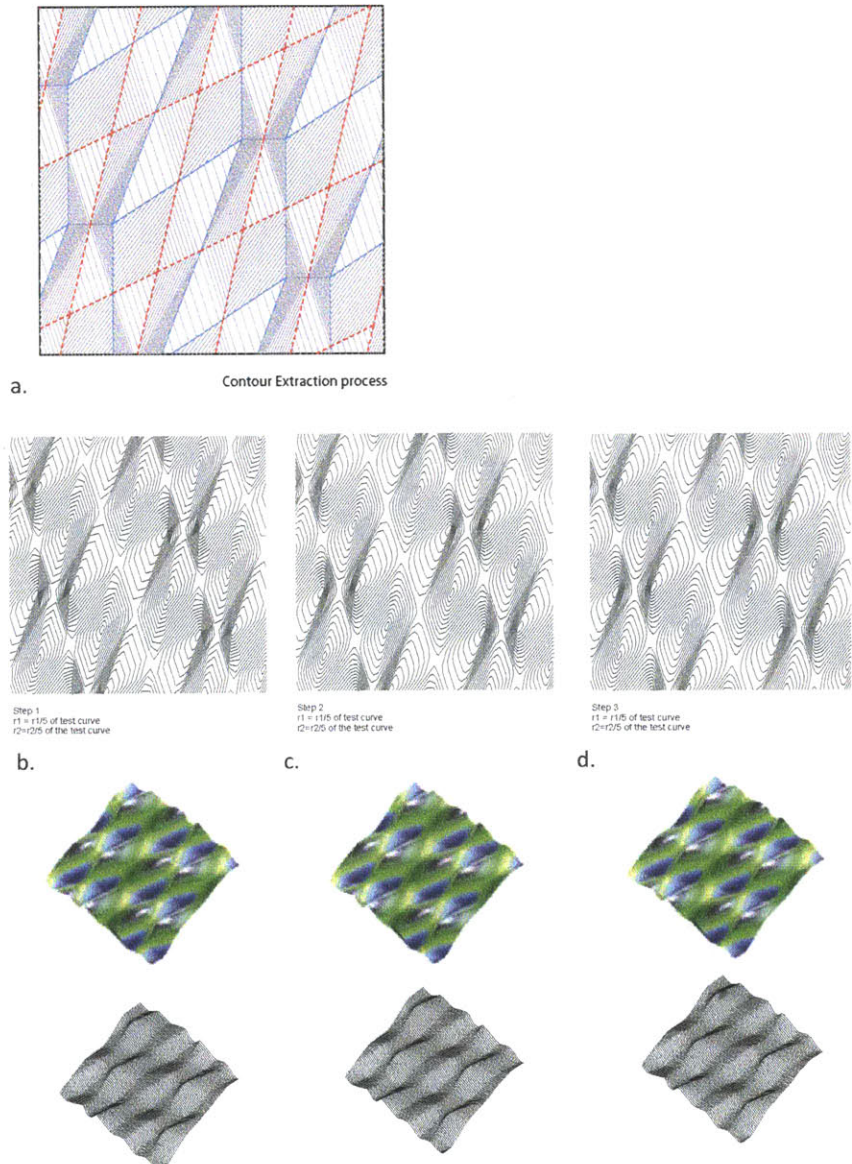 a.
Contour Extraction process
Step 1
r1 = r1/5 of test curve
r2=r2/5 of the test curve
Step 2
r1 = r1/5 of test curve
r2=r2/5 of the test curve
Step 3
r1 = r1/5 of test curve
r2=r2/5 of the test curve
b.
c.
d.